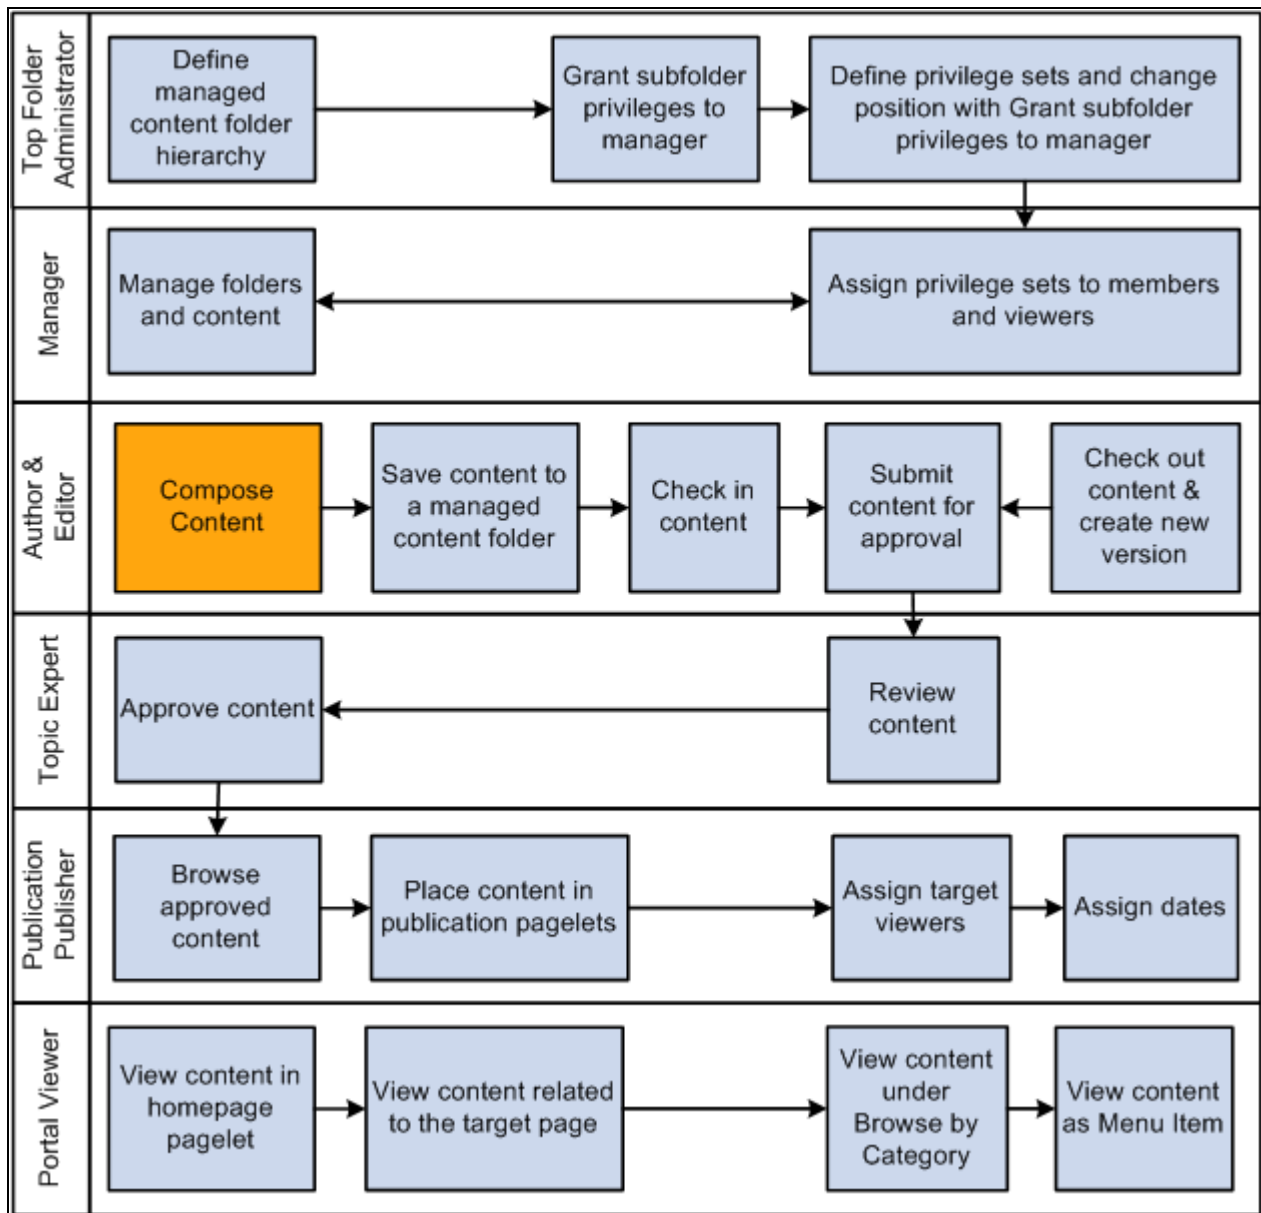 Top Folder
Administrator
Define
managed
content folder
hierarchy
Grant subfolder
privileges to
manager
Define privilege sets and change
position with Grant subfolder
privileges to manager
Manager
Manage folders
and content
Assign privilege sets to members
and viewers
Author &
Editor
Compose
Content
Save content to
a managed
content folder
Check in
content
Submit
content for
approval
Check out
content &
create new
version
Topic Expert
Approve content
Review
content
Publication
Publisher
Browse
approved
content
Place content in
publication pagelets
Assign target
viewers
Assign dates
Portal Viewer
View content in
homepage
pagelet
View content related
to the target page
View content
under
Browse by
Category
View content
as Menu Item